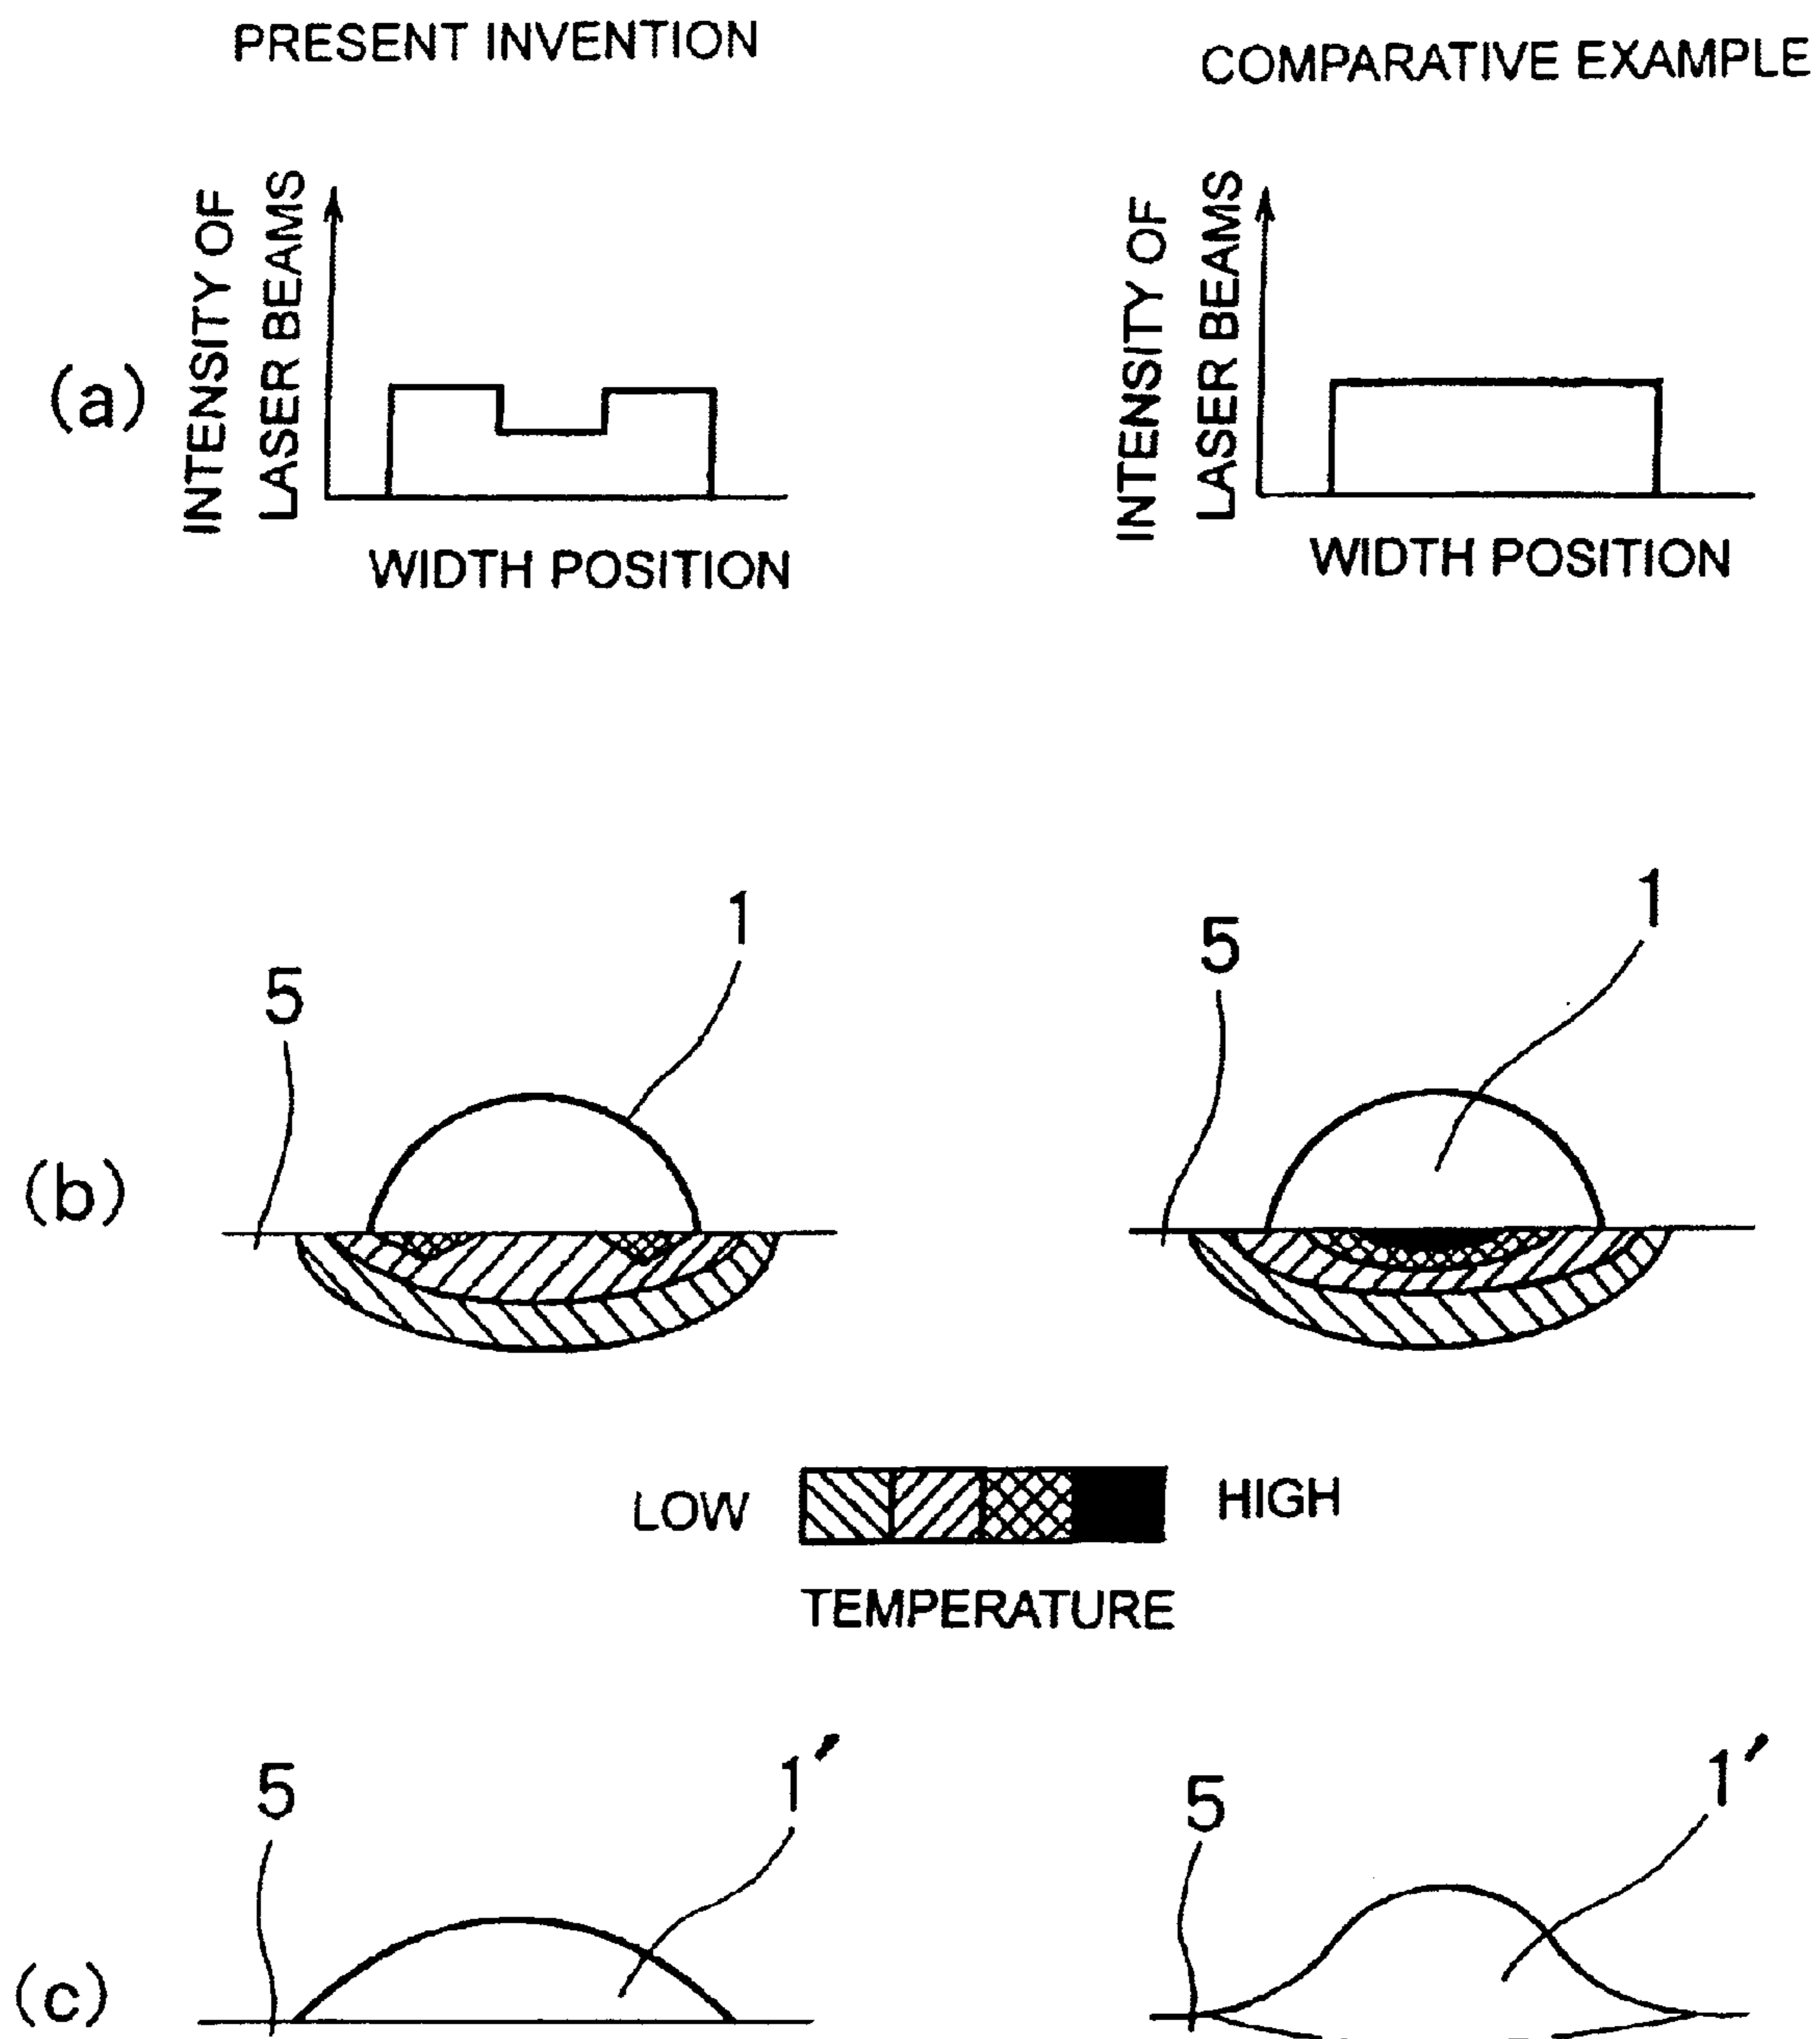 PRESENT INVENTION
COMPARATIVE EXAMPLE
(a)
INTENSITY OF
LASER BEAMS
WIDTH POSITION
INTENSITY OF
LASER BEAMS
WIDTH POSITION
(b)
5
1
5
1
LOW
HIGH
TEMPERATURE
(c)
5
1′
5
1′